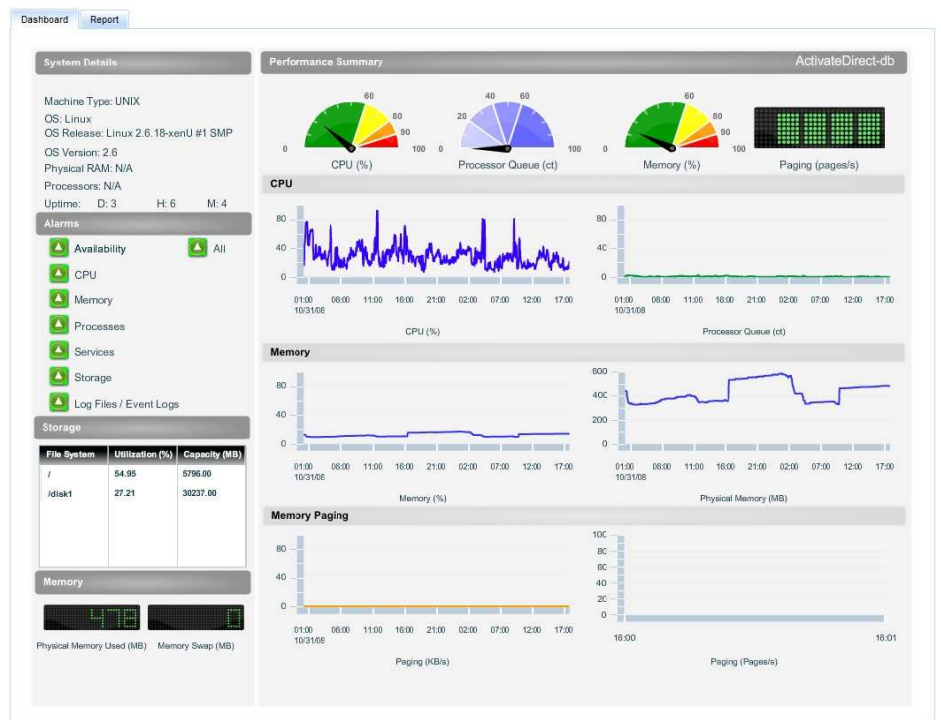 Dashboard Report
System Details
Machine Type: UNIX
OS: Linux
OS Release: Linux 2.6.18-xenU #1 SMP
OS Version: 2.6
Physical RAM: N/A
Processors: N/A
Uptime: D: 3 H: 6 M: 4
Alarms
Availability All
CPU
Memory
Processes
Services
Storage
Log Files / Event Logs
Storage
File System Utilization (%) Capacity (MB)
/ 54.95 5796.00
/disk1 27.21 30237.00
Memory
478 0
Physical Memory Used (MB) Memory Swap (MB)
Performance Summary ActivateDirect-db
0 60 80 90 100
CPU (%)
0 20 40 60
Processor Queue (ct)
0 60 80 90 100
Memory (%)
Paging (pages/s)
CPU
80
40
0
01:00 06:00 11:00 16:00 21:00 02:00 07:00 12:00 17:00
10/31/08
CPU (%)
80
40
0
01:00 06:00 11:00 16:00 21:00 02:00 07:00 12:00 17:00
10/31/08
Processor Queue (ct)
Memory
80
40
0
01:00 06:00 11:00 16:00 21:00 02:00 07:00 12:00 17:00
10/31/08
Memory (%)
600
400
200
0
01:00 06:00 11:00 16:00 21:00 02:00 07:00 12:00 17:00
10/31/08
Physical Memory (MB)
Memory Paging
80
40
0
01:00 06:00 11:00 16:00 21:00 02:00 07:00 12:00 17:00
10/31/08
Paging (KB/s)
100
80
60
40
20
0
16:00 16:01
Paging (Pages/s)